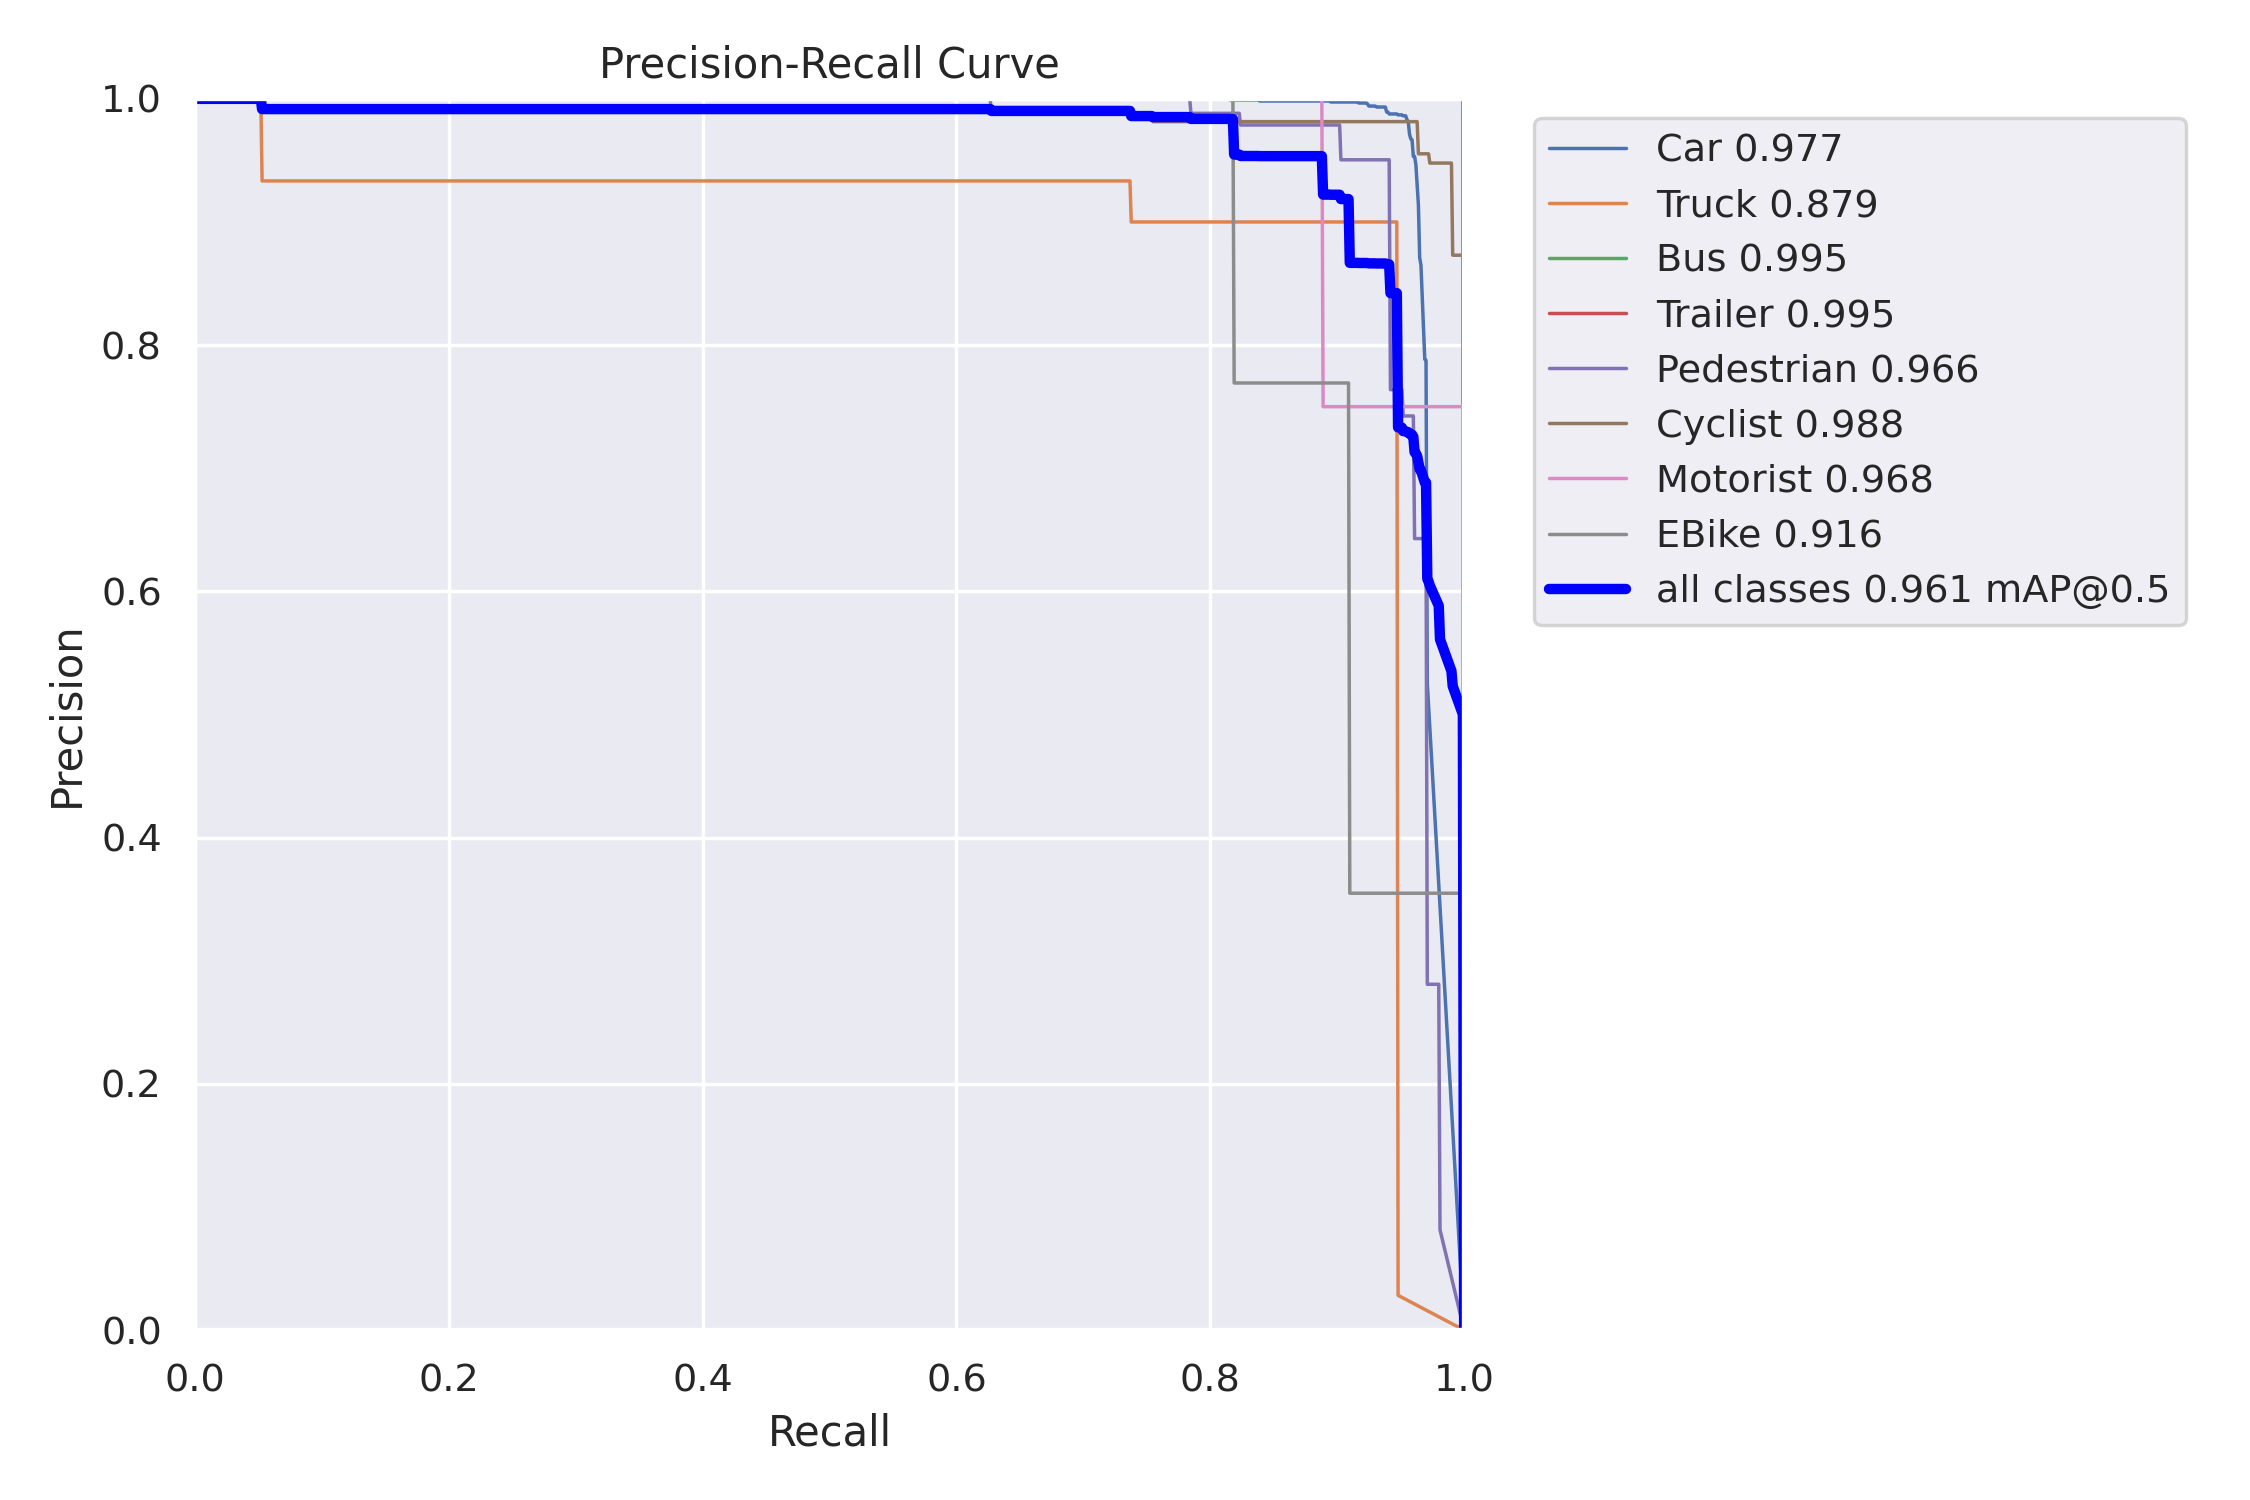 Precision-Recall Curve
1.0
0.8
0.6
0.4
0.2
0.0
Precision
0.0 0.2 0.4 0.6 0.8 1.0
Recall
Car 0.977
Truck 0.879
Bus 0.995
Trailer 0.995
Pedestrian 0.966
Cyclist 0.988
Motorist 0.968
EBike 0.916
all classes 0.961 mAP@0.5